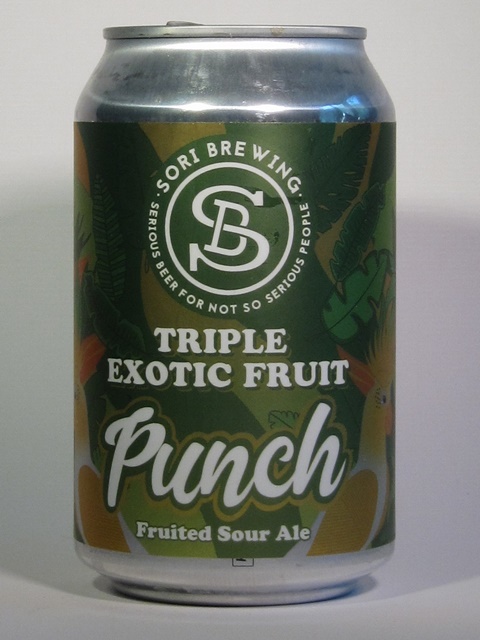 · SORI BREWING ·
SERIOUS BEER FOR NOT SO SERIOUS PEOPLE
SB
TRIPLE
EXOTIC FRUIT
Punch
Fruited Sour Ale